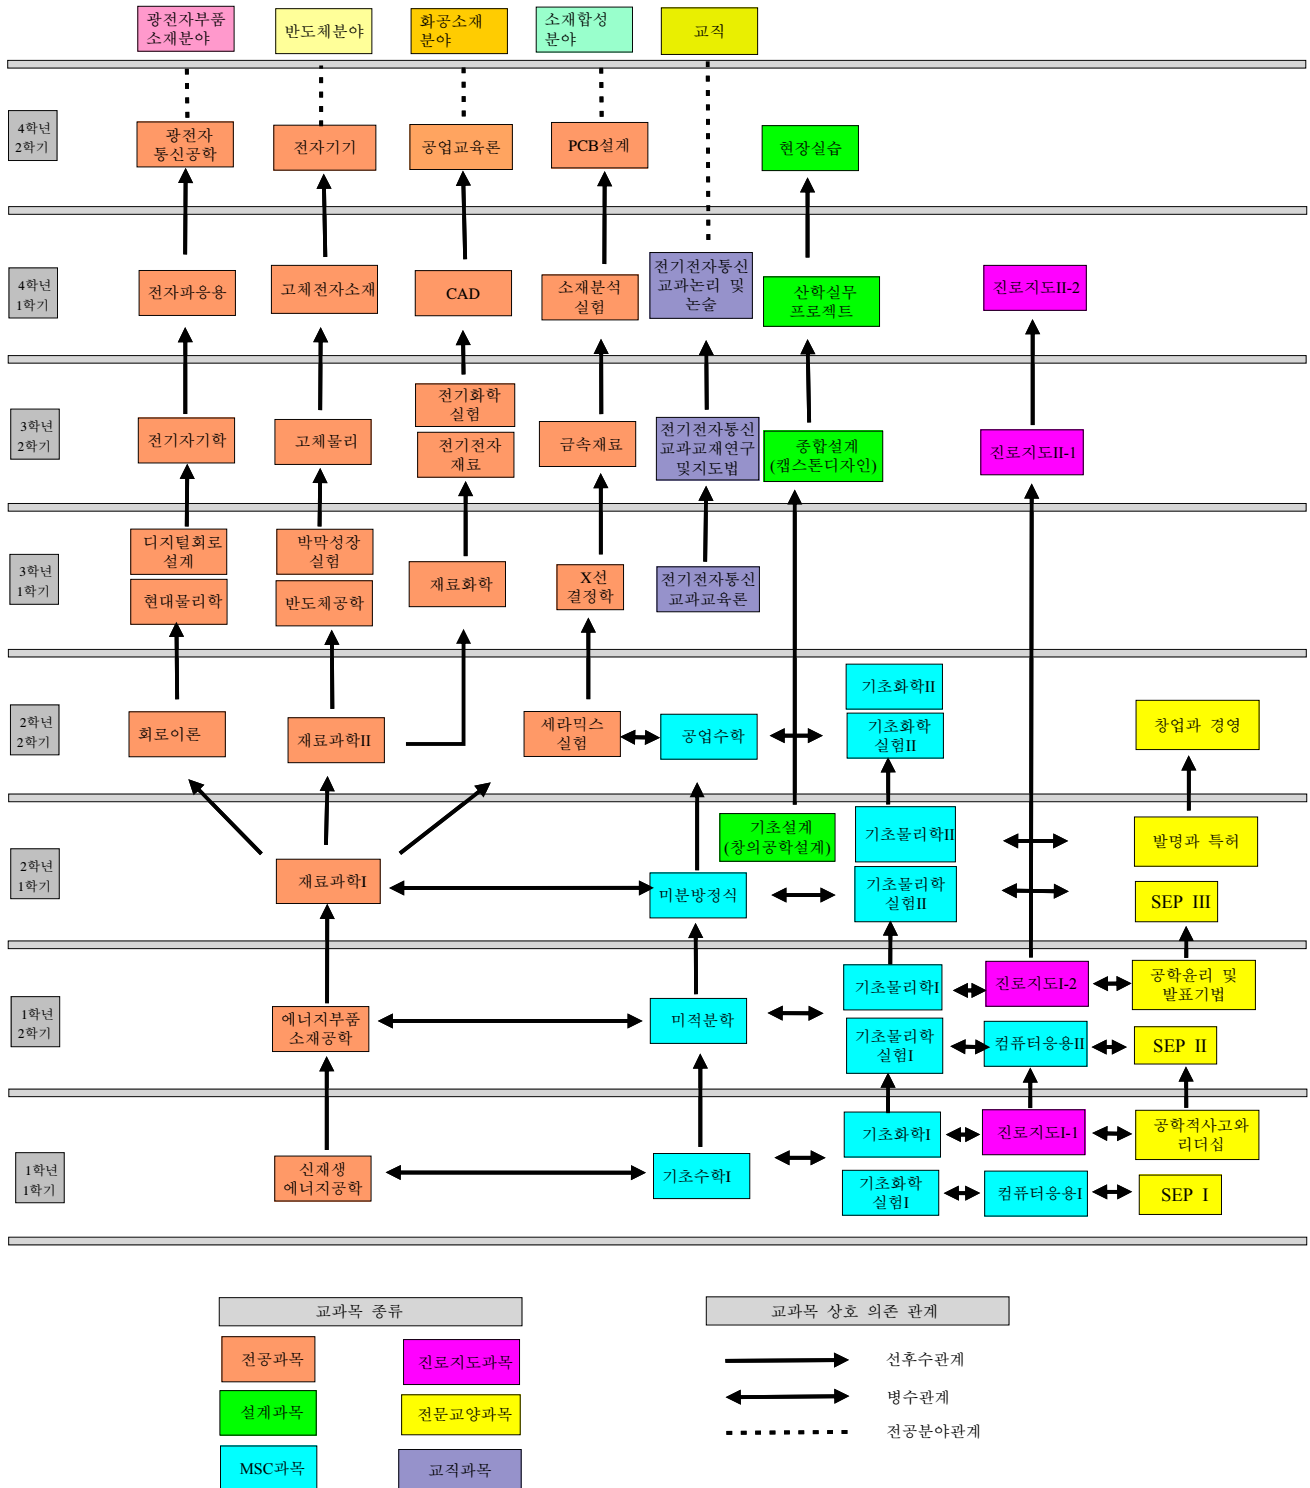 광전자부품
소재분야
반도체분야
화공소재
분야
소재합성
분야
교직
4학년
2학기
광전자
통신공학
전자기기
공업교육론
PCB설계
현장실습
4학년
1학기
전자파응용
고체전자소재
CAD
소재분석
실험
전기전자통신
교과논리 및
논술
산학실무
프로젝트
진로지도II-2
3학년
2학기
전기자기학
고체물리
전기화학
실험
전기전자
재료
금속재료
전기전자통신
교과교재연구
및지도법
종합설계
(캡스톤디자인)
진로지도II-1
3학년
1학기
디지털회로
설계
현대물리학
박막성장
실험
반도체공학
재료화학
X선
결정학
전기전자통신
교과교육론
2학년
2학기
회로이론
재료과학II
세라믹스
실험
공업수학
기초화학II
기초화학
실험II
창업과 경영
2학년
1학기
재료과학I
미분방정식
기초설계
(창의공학설계)
기초물리학II
기초물리학
실험II
발명과 특허
SEP III
1학년
2학기
에너지부품
소재공학
미적분학
기초물리학I
기초물리학
실험I
진로지도I-2
컴퓨터응용II
공학윤리 및
발표기법
SEP II
1학년
1학기
신재생
에너지공학
기초수학I
기초화학I
기초화학
실험I
진로지도I-1
컴퓨터응용I
공학적사고와
리더십
SEP I
교과목 종류
전공과목
진로지도과목
설계과목
전문교양과목
MSC과목
교직과목
교과목 상호 의존 관계
선후수관계
병수관계
전공분야관계